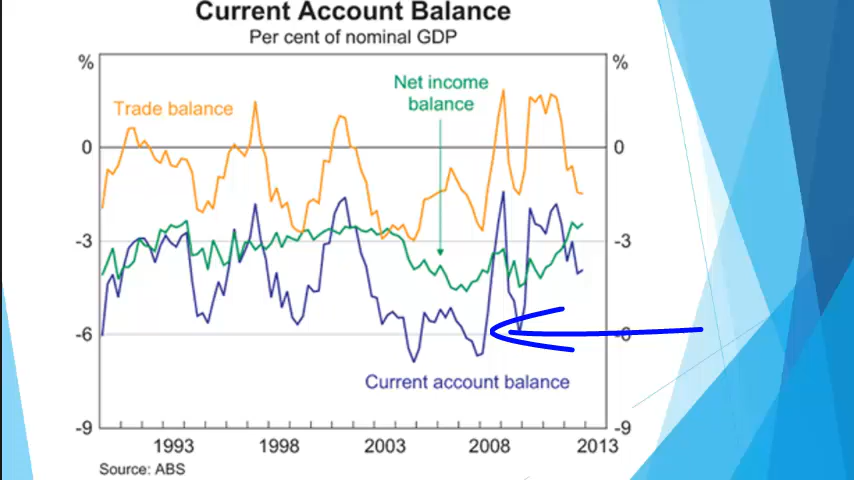 Current Account Balance
Per cent of nominal GDP
% %
Net income
balance
Trade balance
0 0
-3 -3
-6 -6
Current account balance
-9 -9
1993 1998 2003 2008 2013
Source: ABS